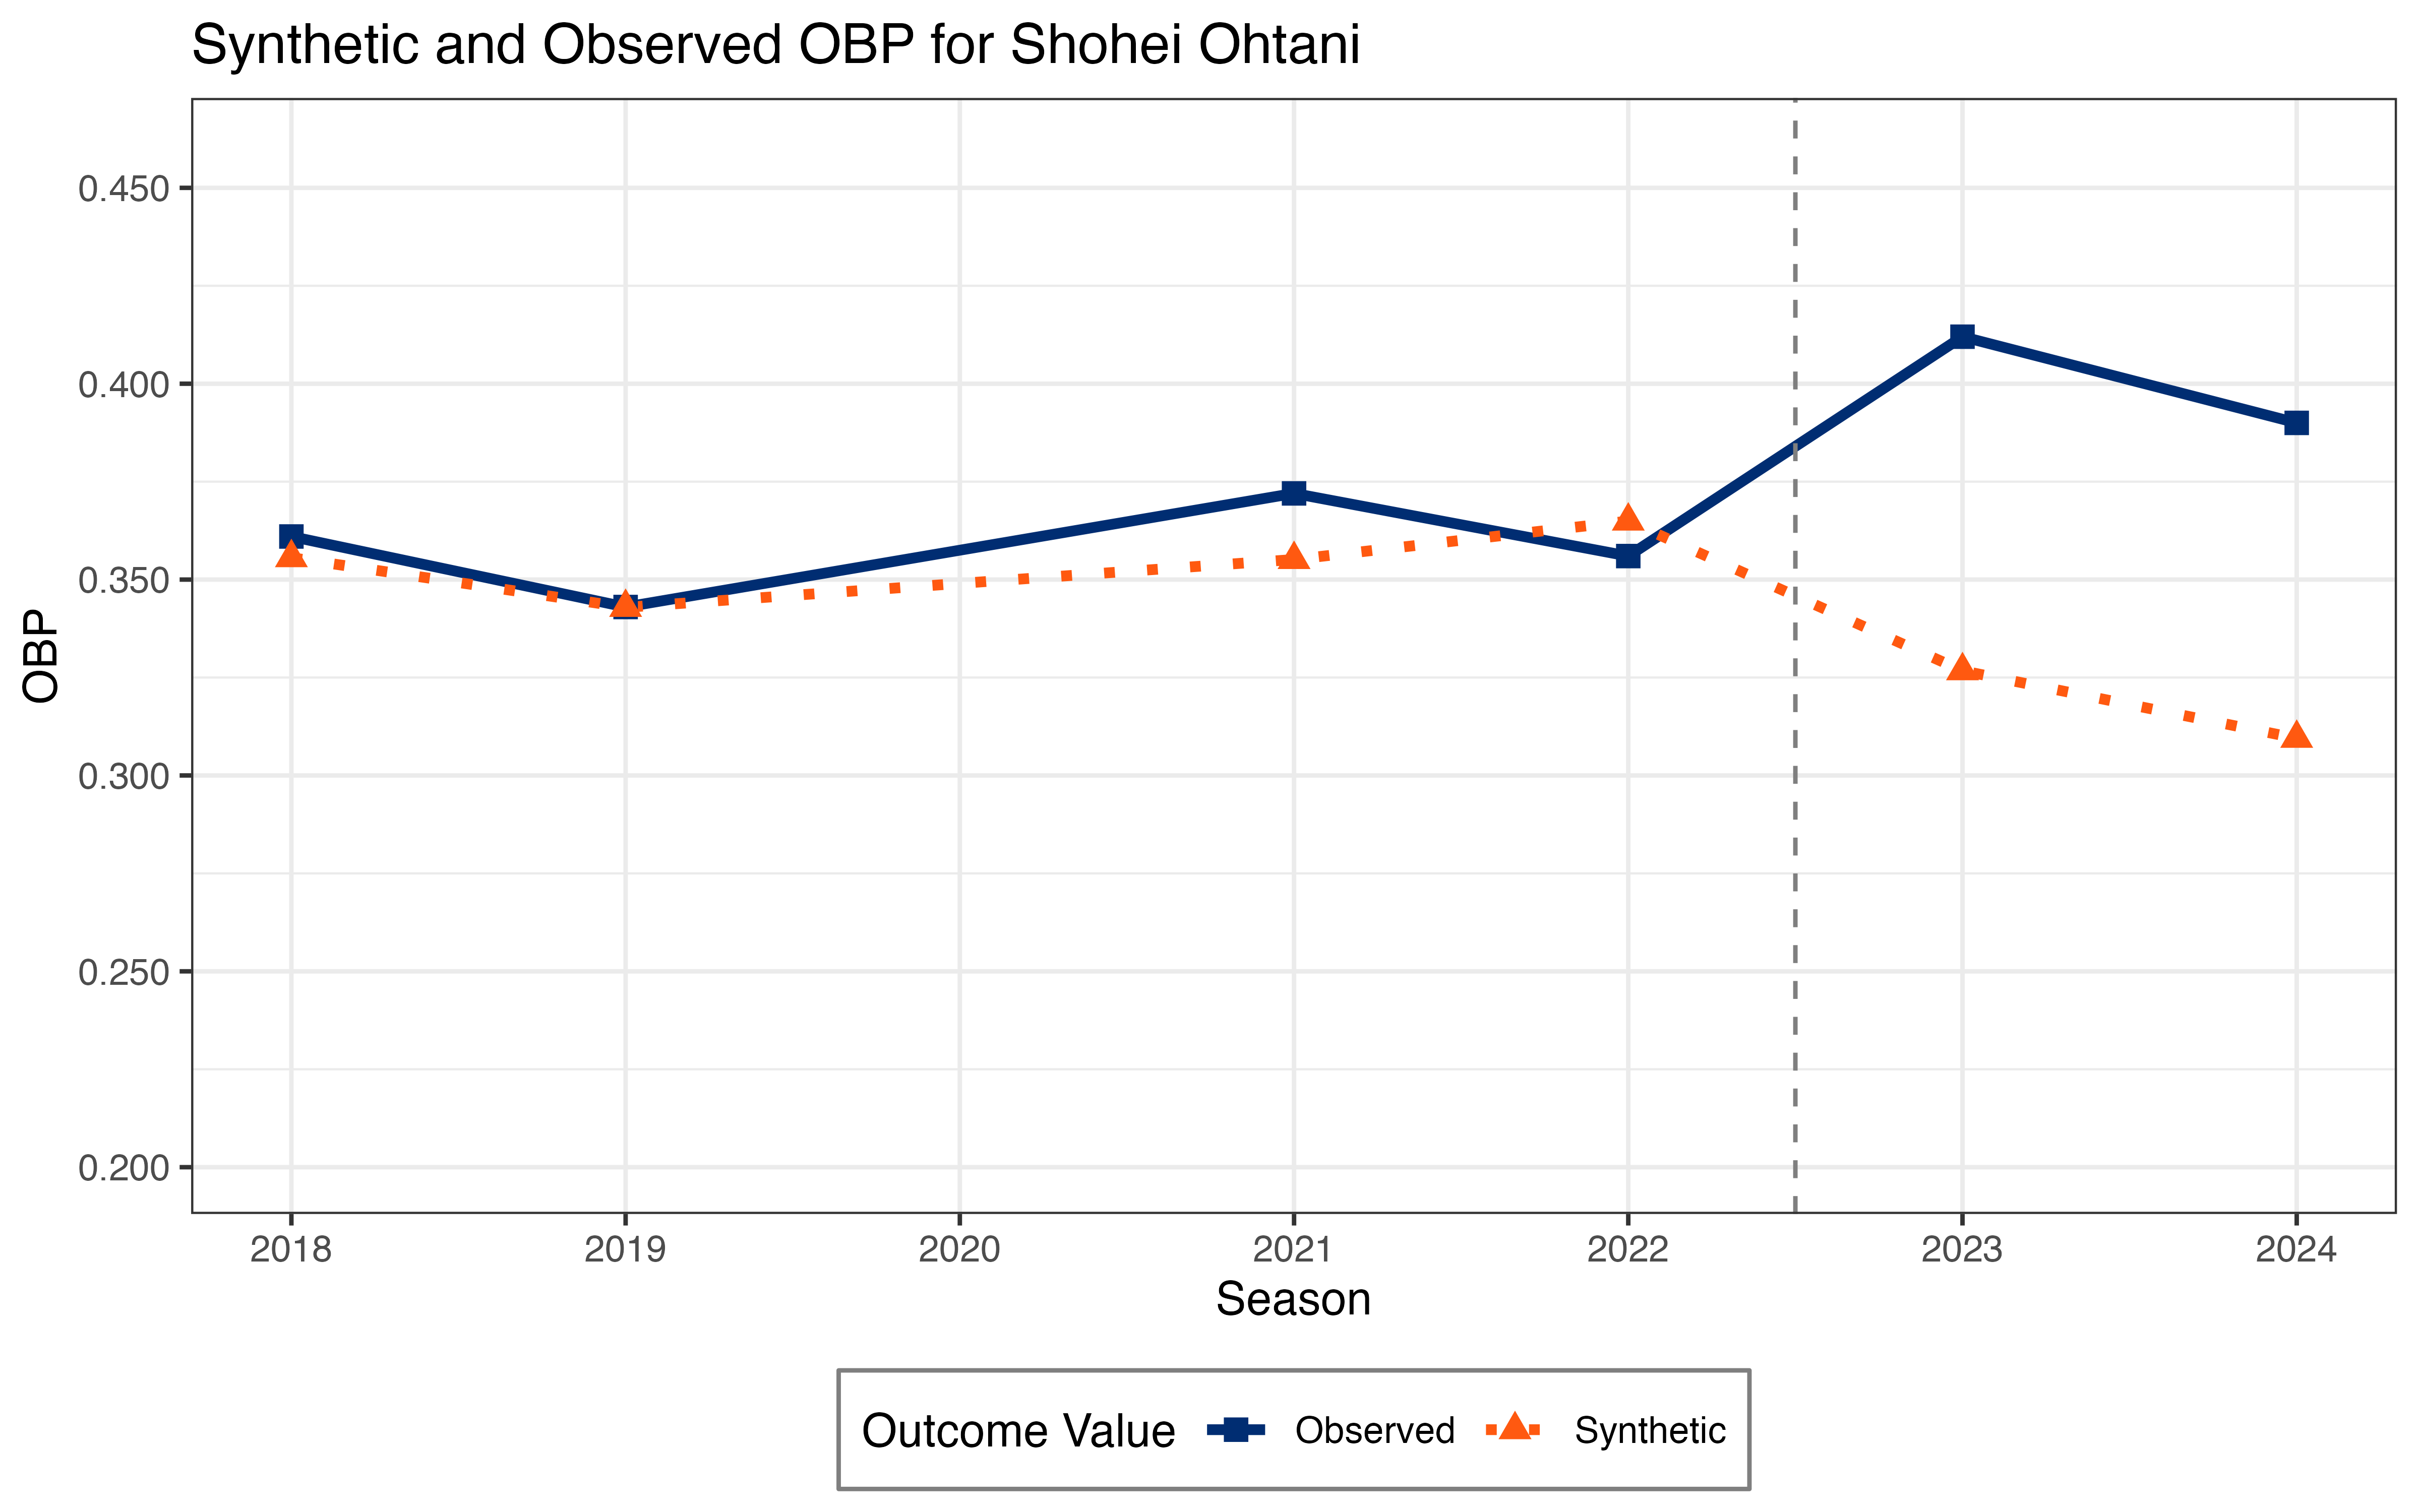 Synthetic and Observed OBP for Shohei Ohtani
0.450
0.400
0.350
0.300
0.250
0.200
OBP
2018 2019 2020 2021 2022 2023 2024
Season
Outcome Value Observed Synthetic